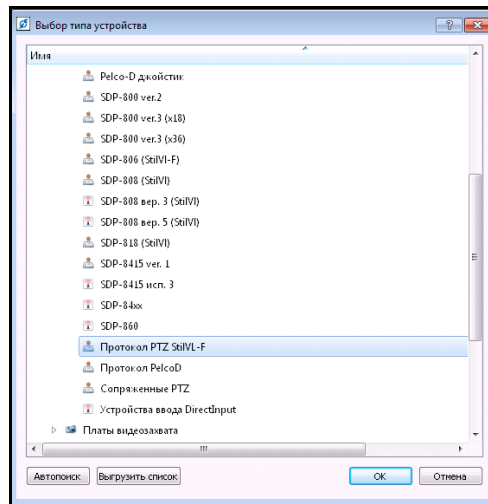 Выбор типа устройства
Имя
Pelco-D джойстик
SDP-800 ver.2
SDP-800 ver.3 (x18)
SDP-800 ver.3 (x36)
SDP-806 (StilVI-F)
SDP-808 (StilVI)
SDP-808 вер. 3 (StilVI)
SDP-808 вер. 5 (StilVI)
SDP-818 (StilVI)
SDP-8415 ver. 1
SDP-8415 исп. 3
SDP-84xx
SDP-860
Протокол PTZ StilVL-F
Протокол PelcoD
Сопряженные PTZ
Устройства ввода DirectInput
Платы видеозахвата
Автопоиск Выгрузить список OK Отмена